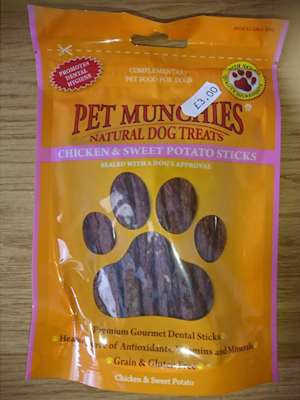 RESEALABLE BAG
PROMOTES
DENTAL
HYGIENE
COMPLEMENTARY
PET FOOD FOR DOGS
£3.00
PET MUNCHIES
NATURAL DOG TREATS
CHICKEN & SWEET POTATO STICKS
SEALED WITH A DOG'S APPROVAL
Premium Gourmet Dental Sticks
of Antioxidants, Vitamins and Minerals
Grain & Gluten Free
Chicken & Sweet Potato